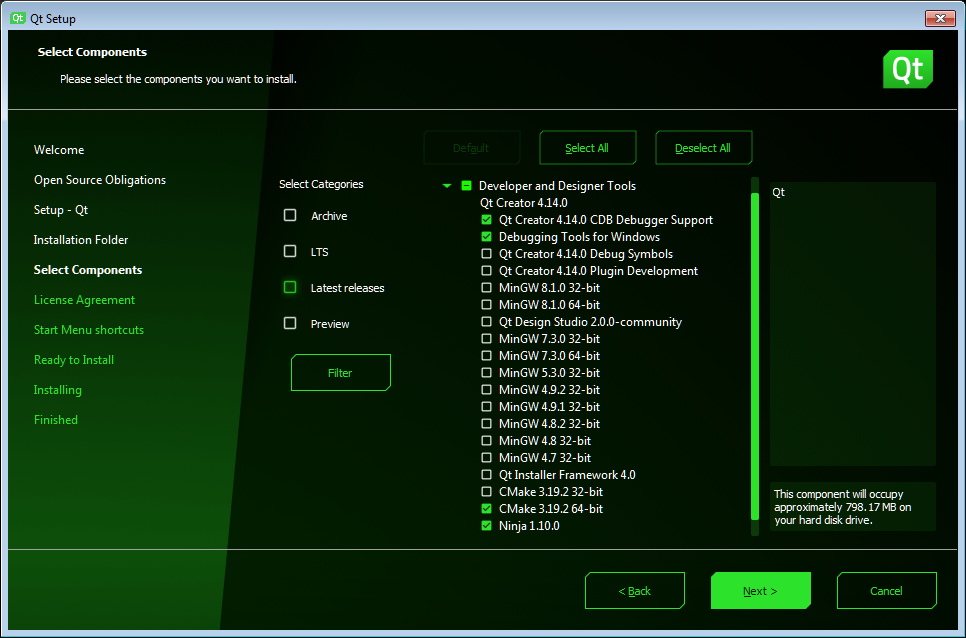 Qt Qt Setup
Select Components
Please select the components you want to install.
Qt
Welcome
Open Source Obligations
Setup - Qt
Installation Folder
Select Components
License Agreement
Start Menu shortcuts
Ready to Install
Installing
Finished
Default
Select All
Deselect All
Select Categories
Archive
LTS
Latest releases
Preview
Filter
Developer and Designer Tools
Qt Creator 4.14.0
Qt Creator 4.14.0 CDB Debugger Support
Debugging Tools for Windows
Qt Creator 4.14.0 Debug Symbols
Qt Creator 4.14.0 Plugin Development
MinGW 8.1.0 32-bit
MinGW 8.1.0 64-bit
Qt Design Studio 2.0.0-community
MinGW 7.3.0 32-bit
MinGW 7.3.0 64-bit
MinGW 5.3.0 32-bit
MinGW 4.9.2 32-bit
MinGW 4.9.1 32-bit
MinGW 4.8.2 32-bit
MinGW 4.8 32-bit
MinGW 4.7 32-bit
Qt Installer Framework 4.0
CMake 3.19.2 32-bit
CMake 3.19.2 64-bit
Ninja 1.10.0
Qt
This component will occupy
approximately 798.17 MB on
your hard disk drive.
< Back
Next >
Cancel